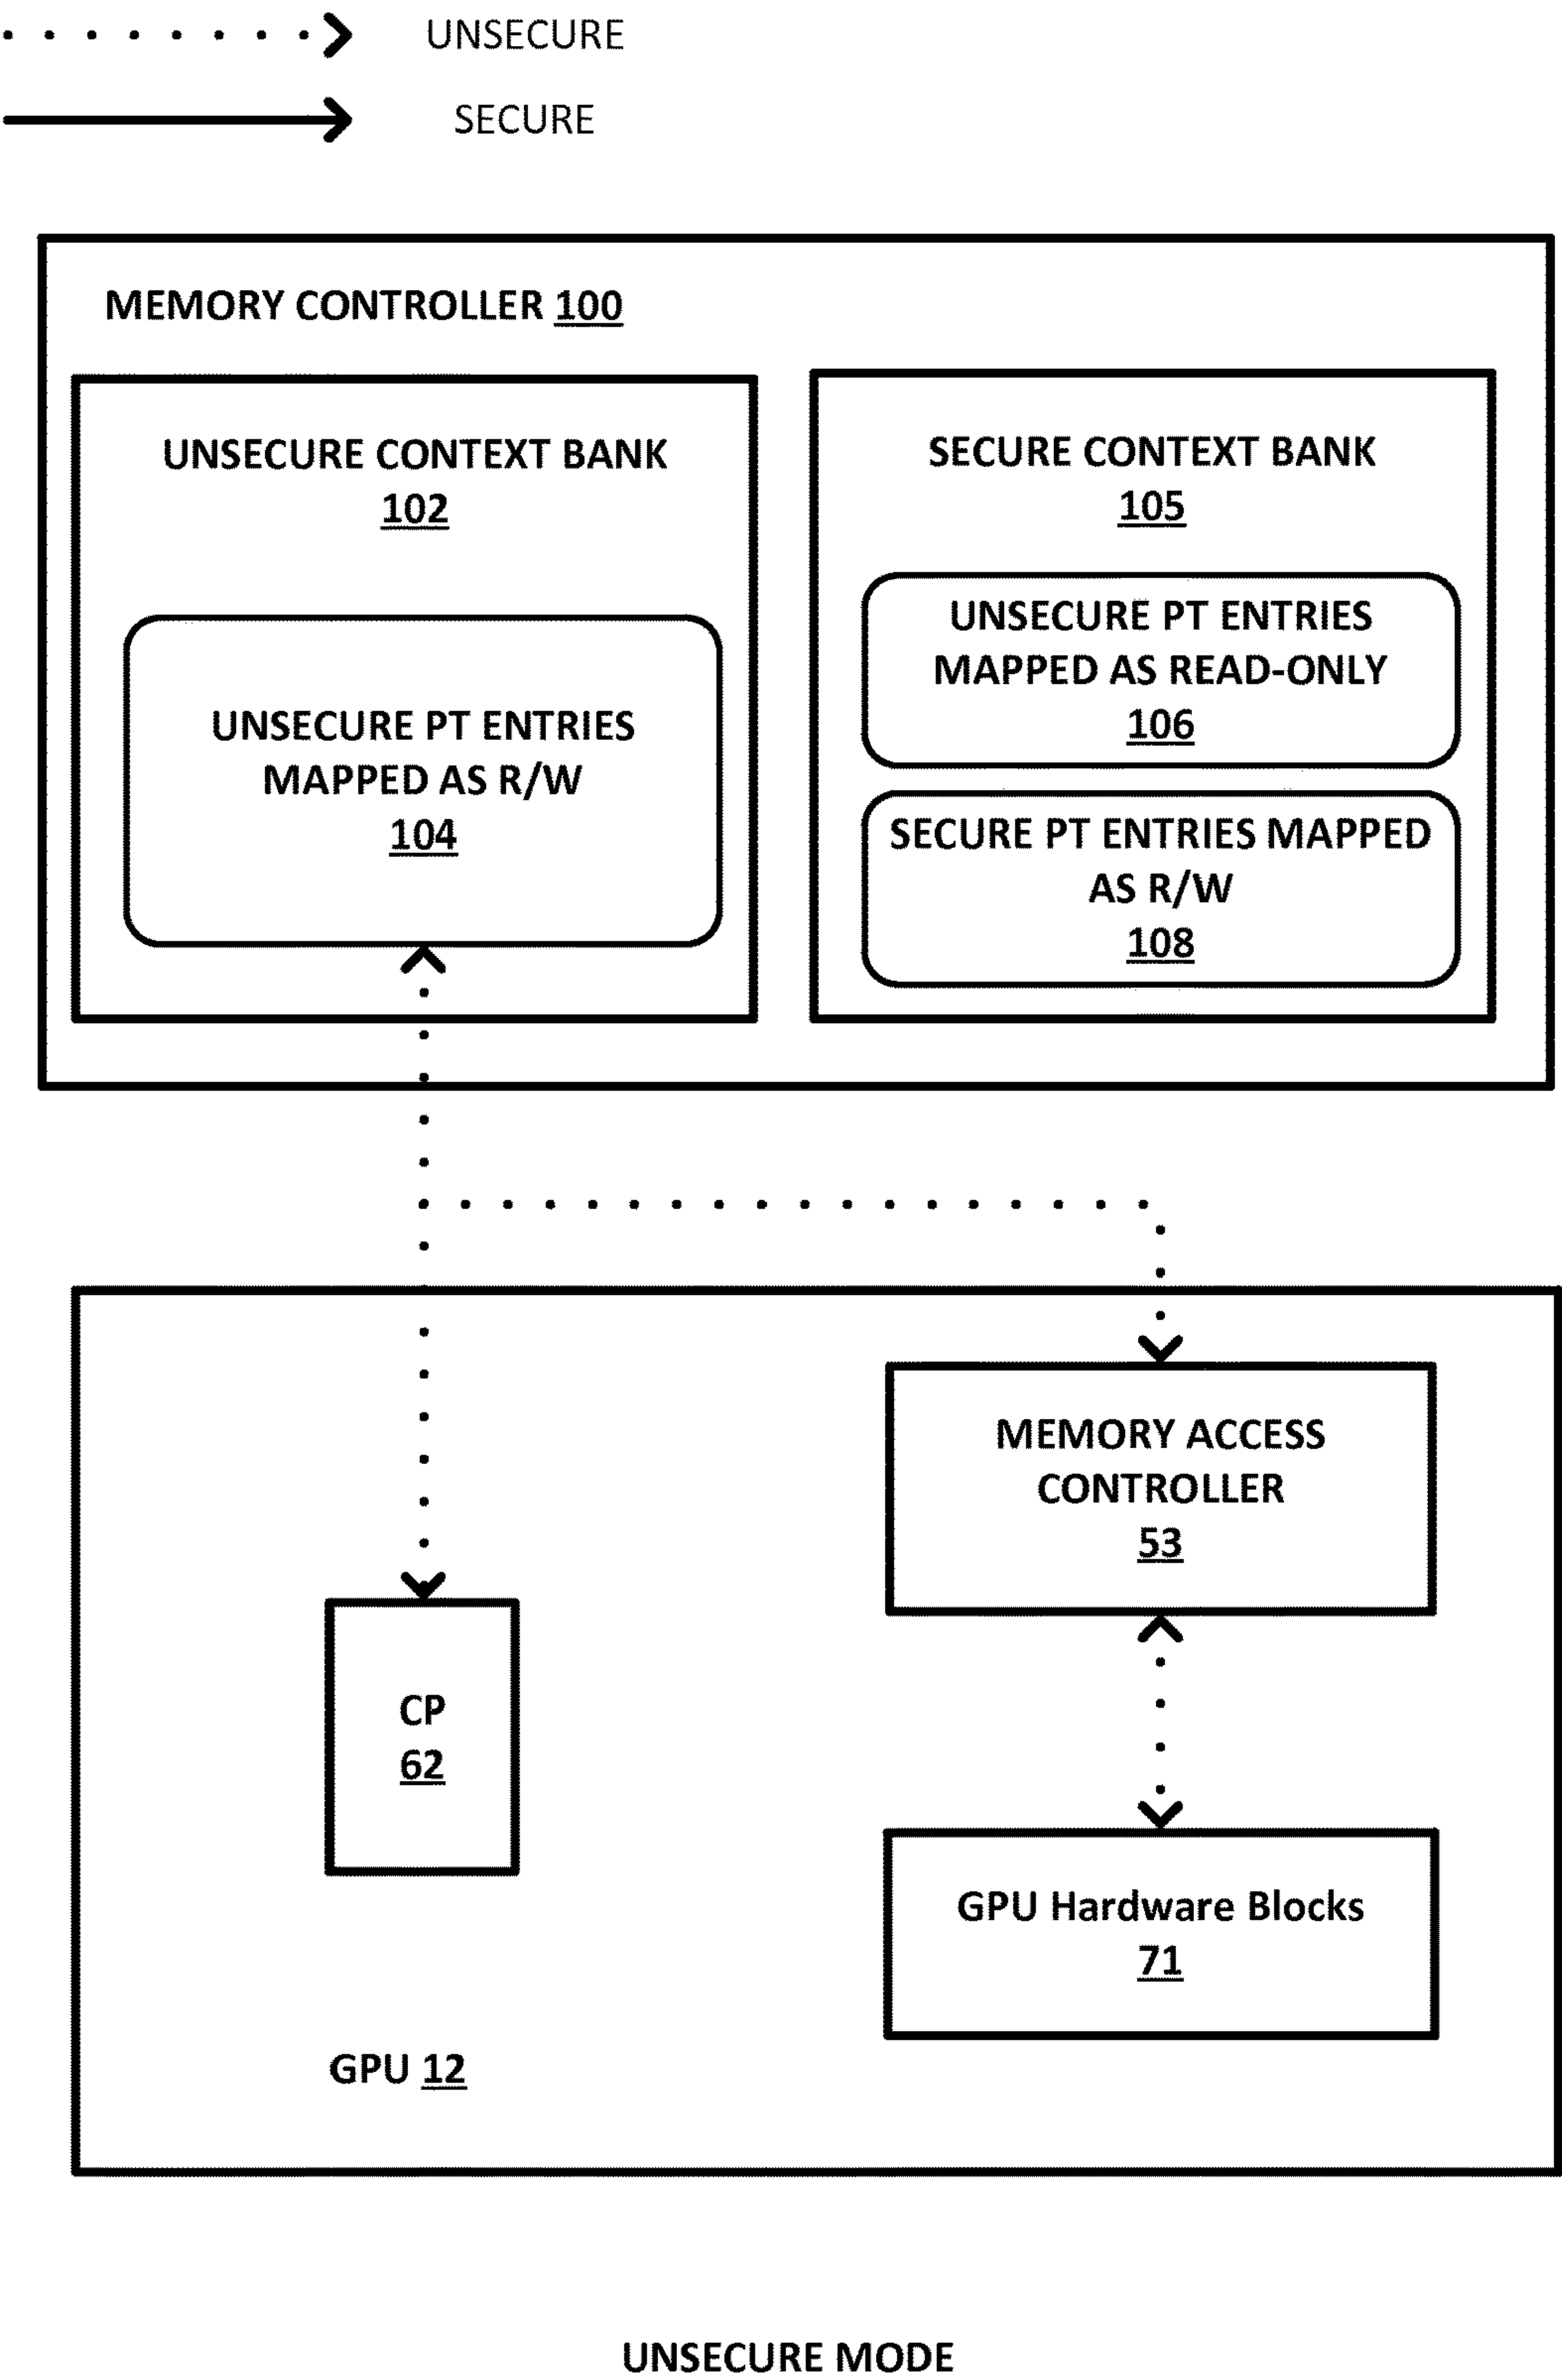 UNSECURE
SECURE
MEMORY CONTROLLER 100
UNSECURE CONTEXT BANK
102
UNSECURE PT ENTRIES
MAPPED AS R/W
104
SECURE CONTEXT BANK
105
UNSECURE PT ENTRIES
MAPPED AS READ-ONLY
106
SECURE PT ENTRIES MAPPED
AS R/W
108
MEMORY ACCESS
CONTROLLER
53
CP
62
GPU Hardware Blocks
71
GPU 12
UNSECURE MODE